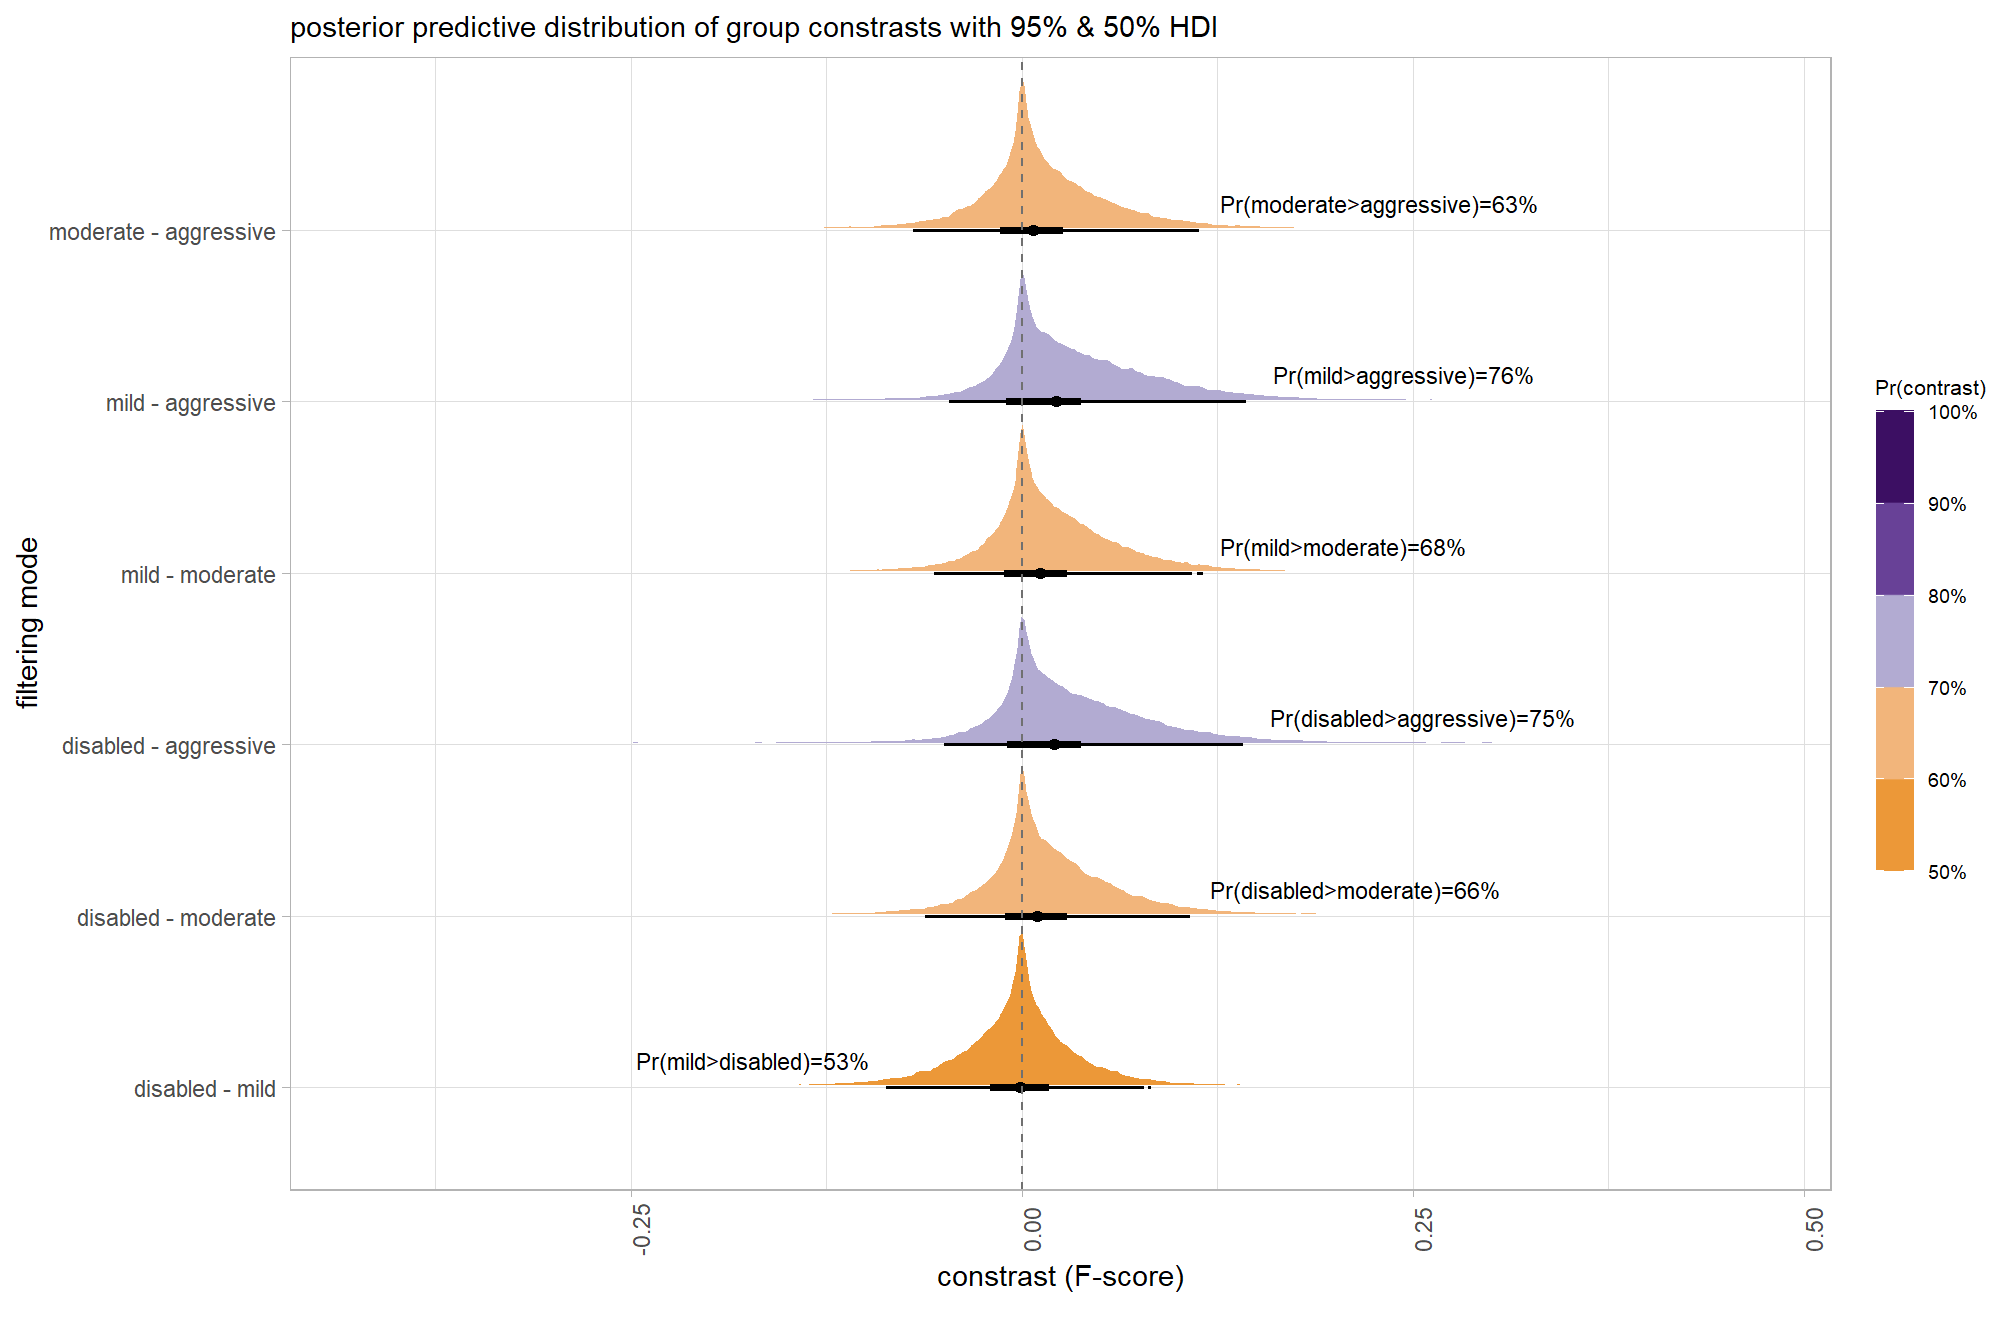 posterior predictive distribution of group constrasts with 95% & 50% HDI
filtering mode
moderate - aggressive
Pr(moderate>aggressive)=63%
mild - aggressive
Pr(mild>aggressive)=76%
mild - moderate
Pr(mild>moderate)=68%
disabled - aggressive
Pr(disabled>aggressive)=75%
disabled - moderate
Pr(disabled>moderate)=66%
disabled - mild
Pr(mild>disabled)=53%
-0.25
0.00
0.25
0.50
constrast (F-score)
Pr(contrast)
100%
90%
80%
70%
60%
50%